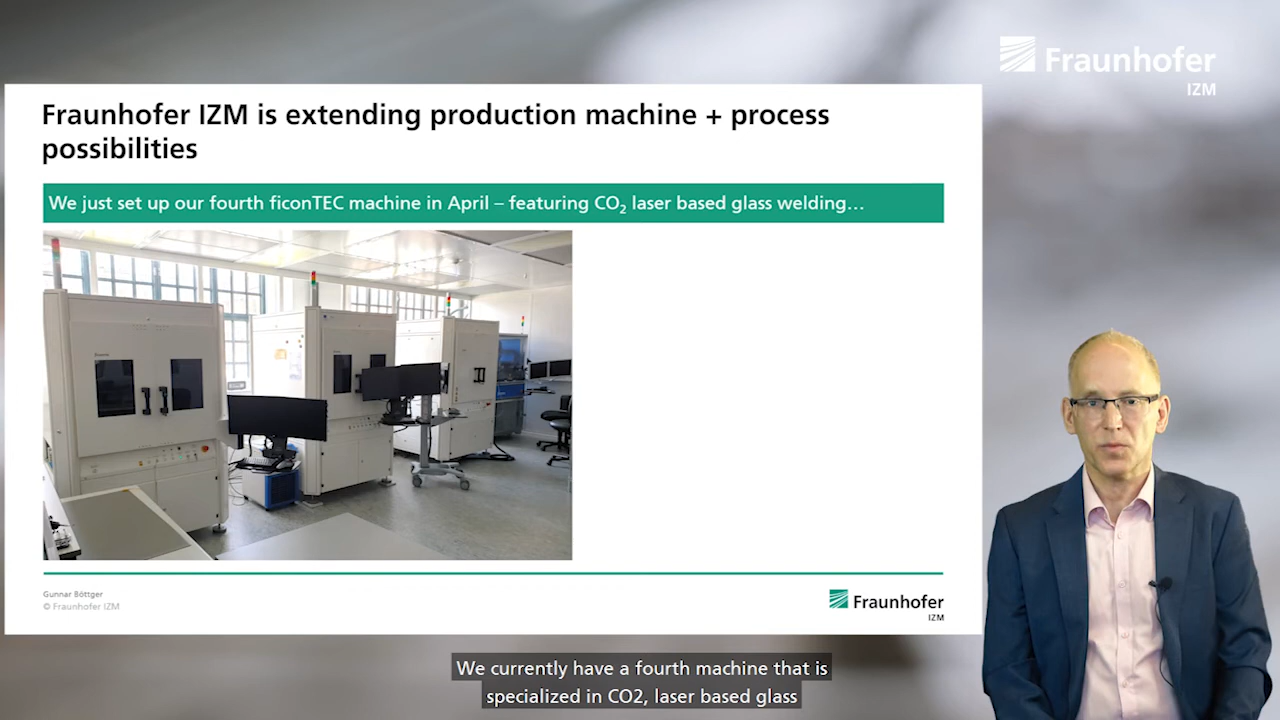 Fraunhofer
IZM
Fraunhofer IZM is extending production machine + process
possibilities
We just set up our fourth ficonTEC machine in April – featuring CO₂ laser based glass welding…
Gunnar Böttger
© Fraunhofer IZM
Fraunhofer
IZM
We currently have a fourth machine that is
specialized in CO2, laser based glass